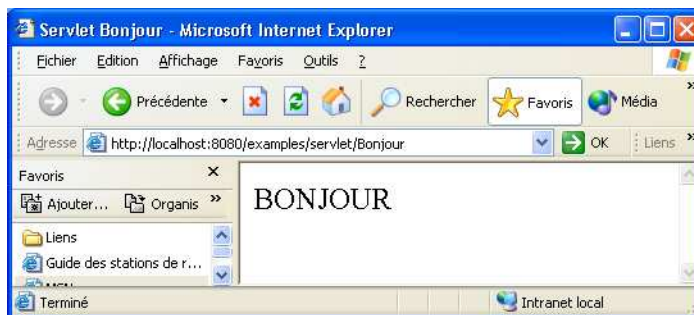 Servlet Bonjour - Microsoft Internet Explorer
Fichier Edition Affichage Favoris Outils ?
Précédente Rechercher Favoris Média »
Adresse http://localhost:8080/examples/servlet/Bonjour OK Liens »
Favoris ×
Ajouter... Organis »
Liens
Guide des stations de r...
MSN
BONJOUR
Terminé Intranet local